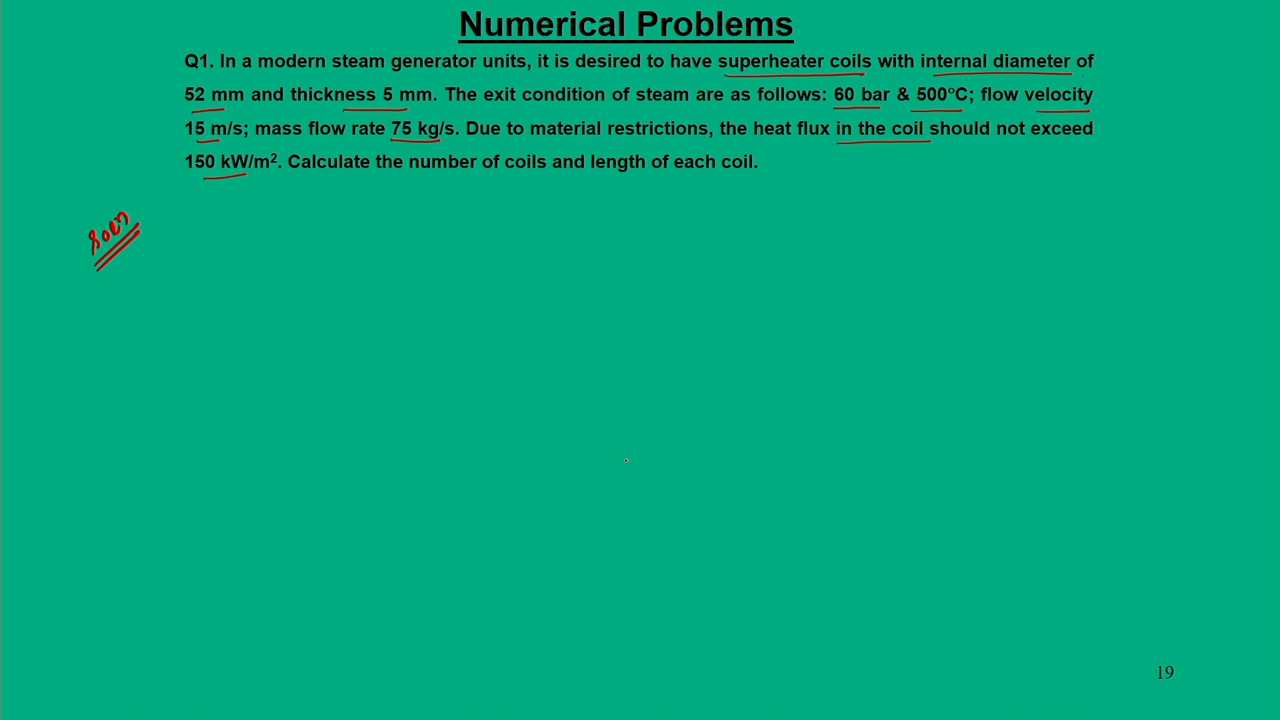 Numerical Problems
Q1. In a modern steam generator units, it is desired to have superheater coils with internal diameter of
52 mm and thickness 5 mm. The exit condition of steam are as follows: 60 bar & 500°C; flow velocity
15 m/s; mass flow rate 75 kg/s. Due to material restrictions, the heat flux in the coil should not exceed
150 kW/m². Calculate the number of coils and length of each coil.
Soln
19